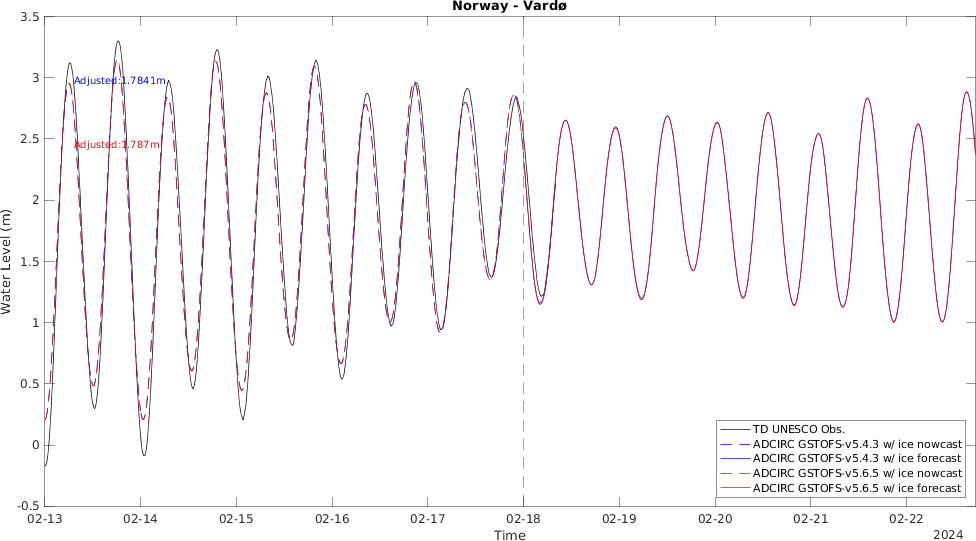 Norway - Vardø
3.5
3
2.5
2
1.5
1
0.5
0
-0.5
Water Level (m)
Adjusted:1.7841m
Adjusted:1.787m
TD UNESCO Obs.
ADCIRC GSTOFS-v5.4.3 w/ ice nowcast
ADCIRC GSTOFS-v5.4.3 w/ ice forecast
ADCIRC GSTOFS-v5.6.5 w/ ice nowcast
ADCIRC GSTOFS-v5.6.5 w/ ice forecast
02-13 02-14 02-15 02-16 02-17 02-18 02-19 02-20 02-21 02-22
Time
2024